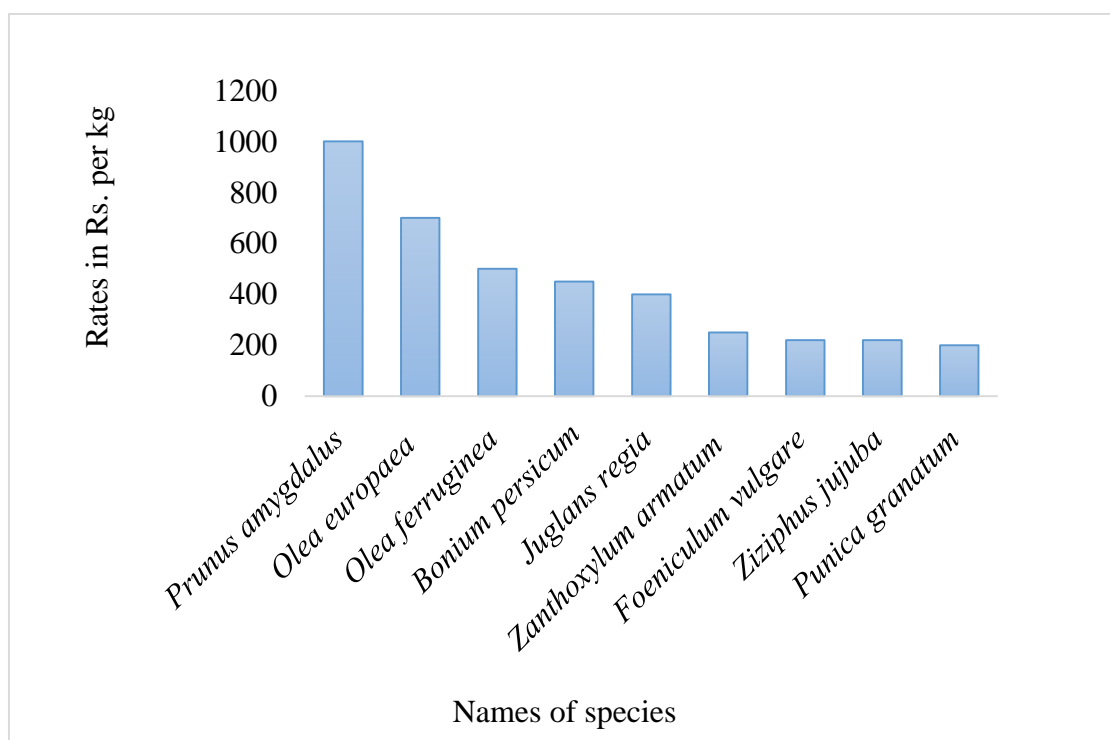 Rates in Rs. per kg
1200
1000
800
600
400
200
0
Prunus amygdalus
Olea europaea
Olea ferruginea
Bonium persicum
Juglans regia
Zanthoxylum armatum
Foeniculum vulgare
Ziziphus jujuba
Punica granatum
Names of species